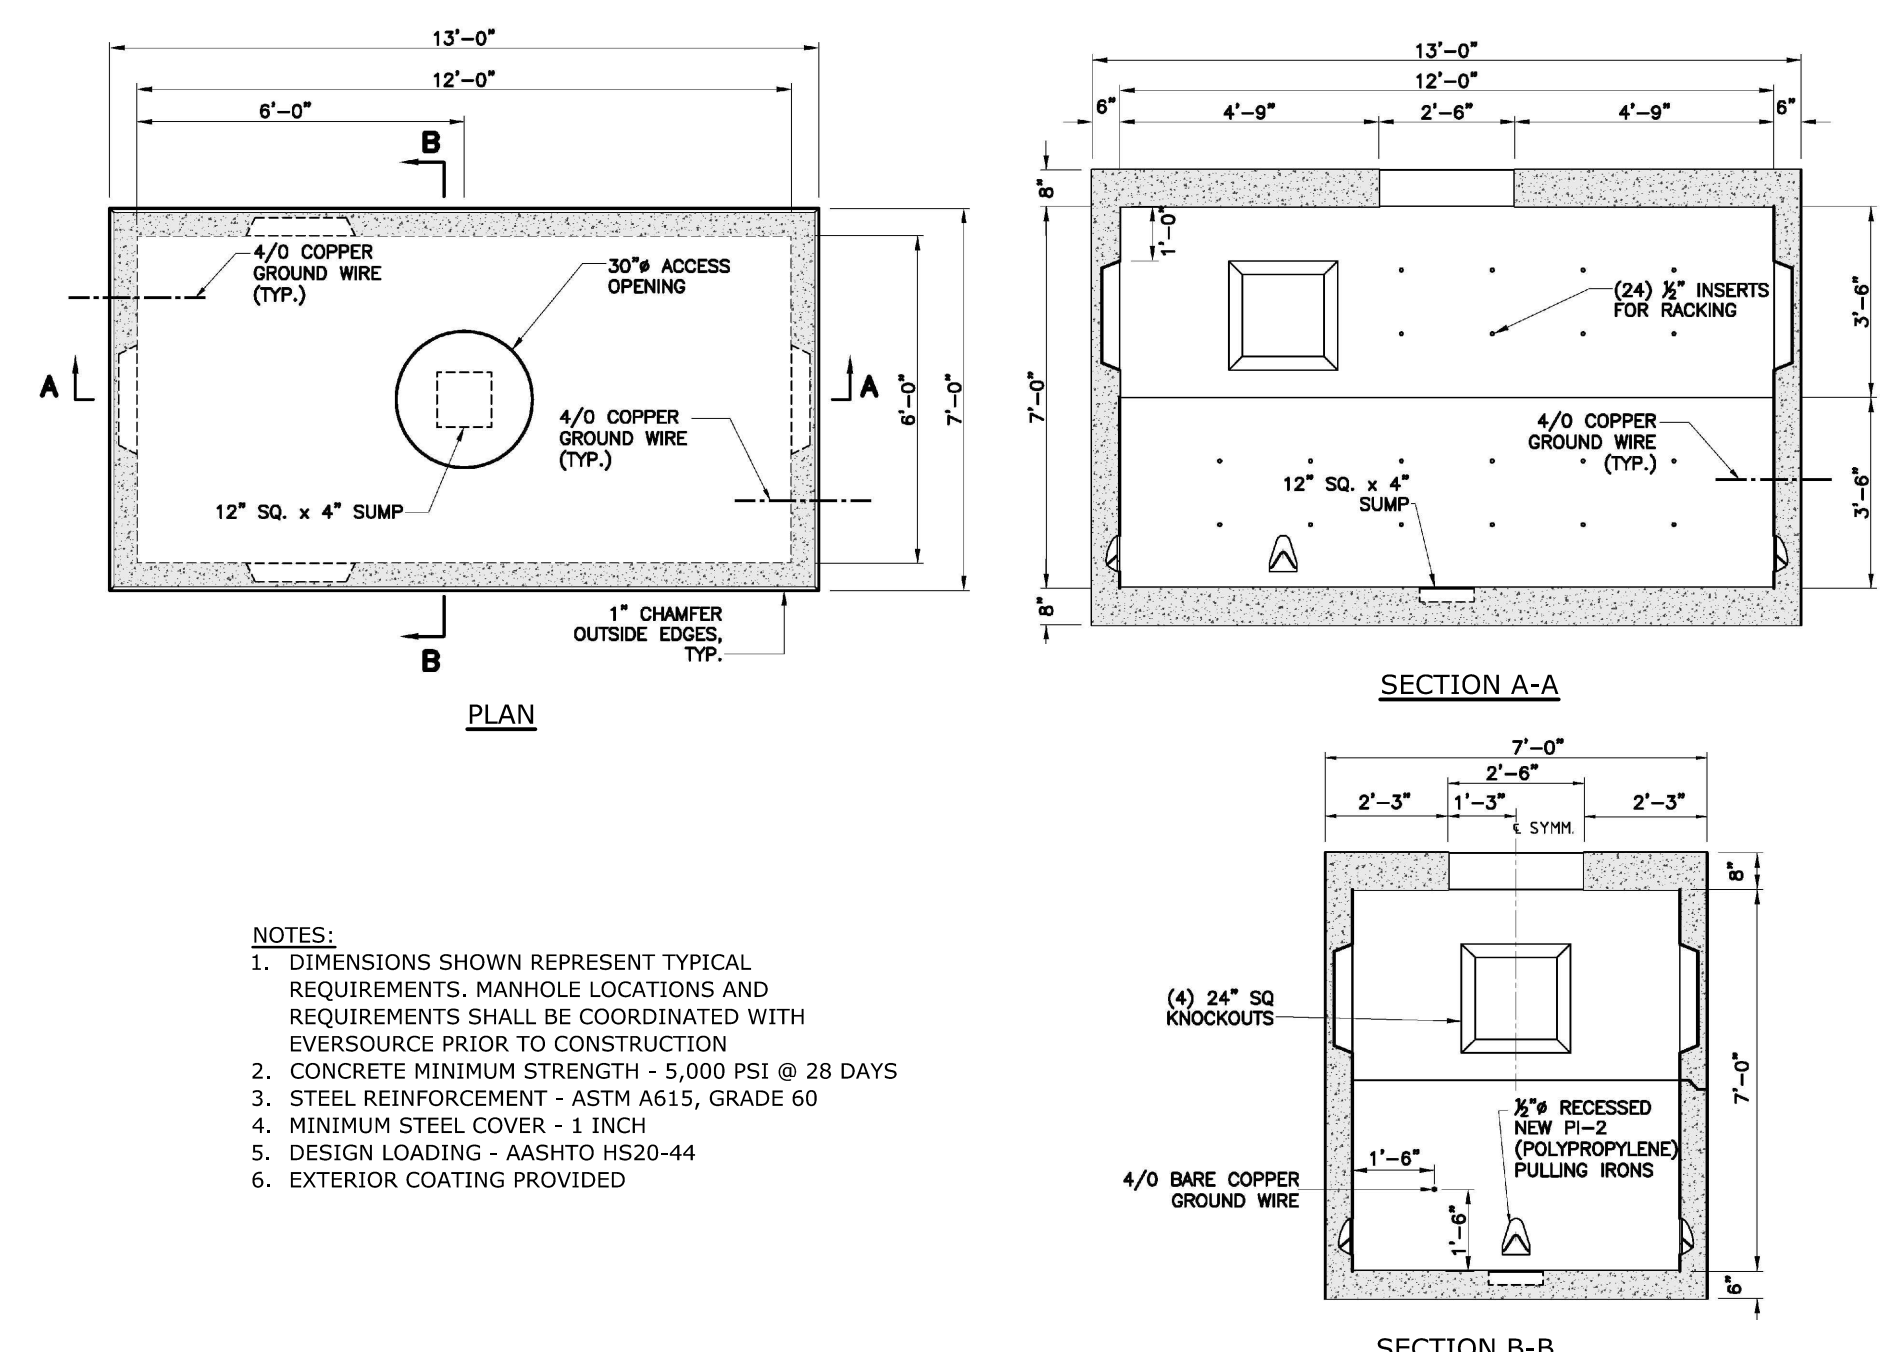 13'-0"
12'-0"
6'-0"
B
4/0 COPPER
GROUND WIRE
(TYP.)
30"ø ACCESS
OPENING
A
A
6'-0"
7'-0"
4/0 COPPER
GROUND WIRE
(TYP.)
12" SQ. x 4" SUMP
1" CHAMFER
OUTSIDE EDGES,
TYP.
B
PLAN
13'-0"
12'-0"
6"
4'-9"
2'-6"
4'-9"
6"
8"
1'-0"
(24) ½" INSERTS
FOR RACKING
3'-6"
7'-0"
4/0 COPPER
GROUND WIRE
(TYP.)
12" SQ. x 4"
SUMP
3'-6"
8"
SECTION A-A
7'-0"
2'-6"
2'-3"
1'-3"
2'-3"
℄ SYMM.
8"
(4) 24" SQ
KNOCKOUTS
7'-0"
½"ø RECESSED
NEW PI-2
(POLYPROPYLENE)
PULLING IRONS
1'-6"
4/0 BARE COPPER
GROUND WIRE
1'-6"
6"
SECTION B-B
NOTES:
1. DIMENSIONS SHOWN REPRESENT TYPICAL
REQUIREMENTS. MANHOLE LOCATIONS AND
REQUIREMENTS SHALL BE COORDINATED WITH
EVERSOURCE PRIOR TO CONSTRUCTION
2. CONCRETE MINIMUM STRENGTH - 5,000 PSI @ 28 DAYS
3. STEEL REINFORCEMENT - ASTM A615, GRADE 60
4. MINIMUM STEEL COVER - 1 INCH
5. DESIGN LOADING - AASHTO HS20-44
6. EXTERIOR COATING PROVIDED